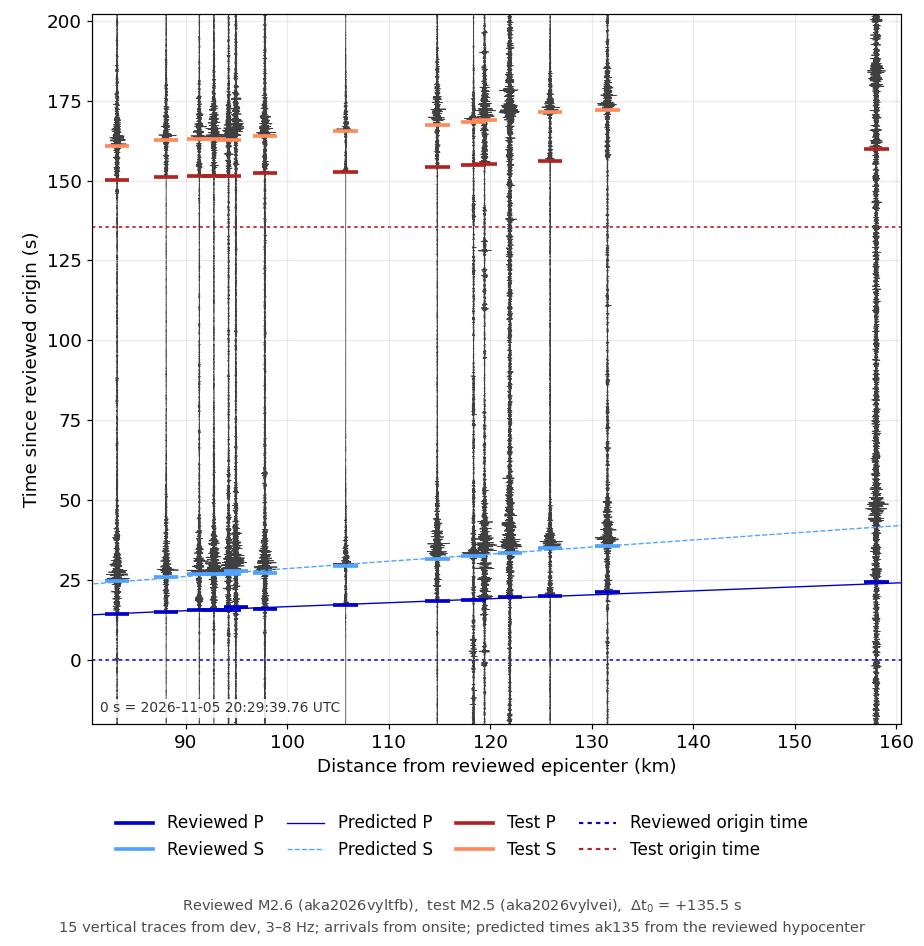 200
175
150
125
100
75
50
25
0
Time since reviewed origin (s)
0 s = 2026-11-05 20:29:39.76 UTC
90 100 110 120 130 140 150 160
Distance from reviewed epicenter (km)
Reviewed P Predicted P Test P Reviewed origin time
Reviewed S Predicted S Test S Test origin time
Reviewed M2.6 (aka2026vyltfb), test M2.5 (aka2026vylvei), Δt₀ = +135.5 s
15 vertical traces from dev, 3–8 Hz; arrivals from onsite; predicted times ak135 from the reviewed hypocenter